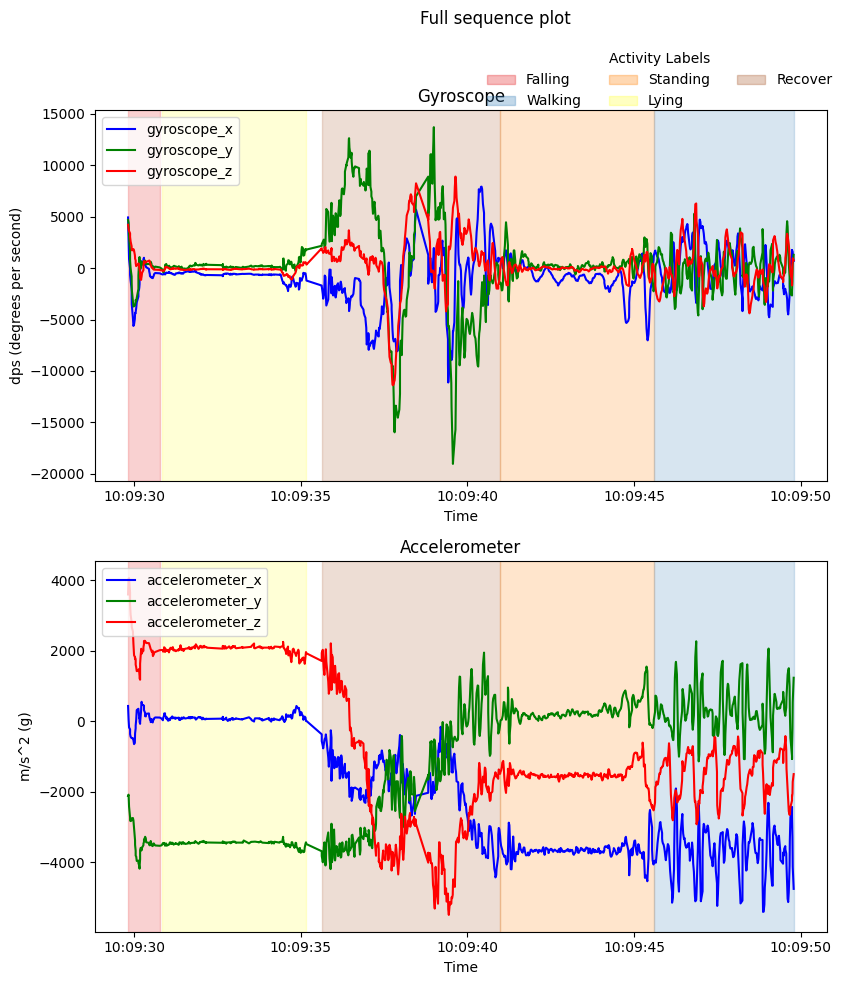 Full sequence plot
Activity Labels
Falling Standing Recover
Walking Lying
Gyroscope
gyroscope_x
gyroscope_y
gyroscope_z
dps (degrees per second)
15000
10000
5000
0
−5000
−10000
−15000
−20000
10:09:30 10:09:35 10:09:40 10:09:45 10:09:50
Time
Accelerometer
accelerometer_x
accelerometer_y
accelerometer_z
m/s^2 (g)
4000
2000
0
−2000
−4000
10:09:30 10:09:35 10:09:40 10:09:45 10:09:50
Time